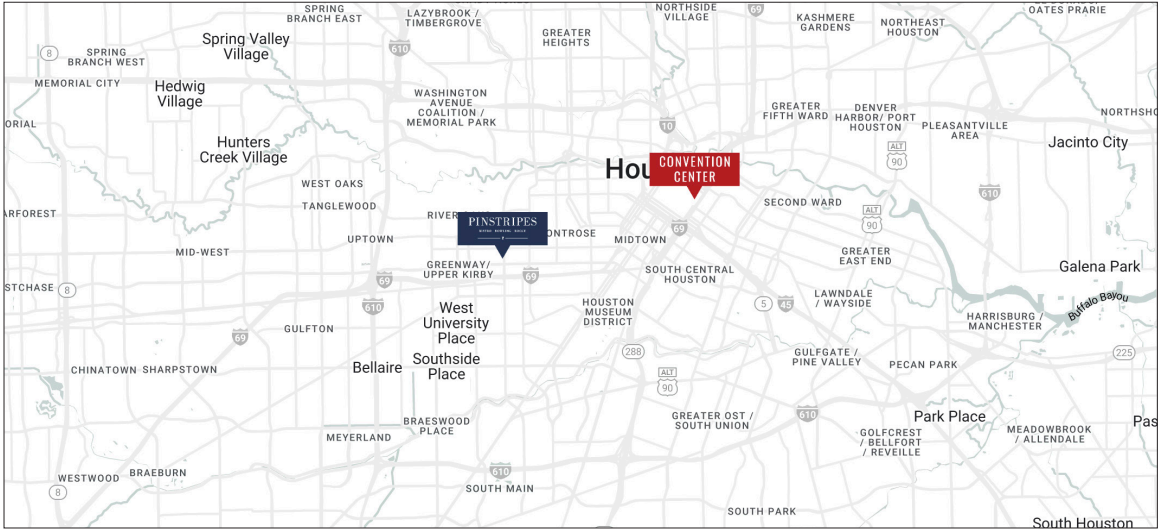 SPRING
BRANCH EAST
LAZYBROOK /
TIMBERGROVE
NORTHSIDE
VILLAGE
69
KASHMERE
GARDENS
NORTHEAST
HOUSTON
OATES PRAIRIE
8
SPRING
BRANCH WEST
Spring Valley
Village
610
GREATER
HEIGHTS
MEMORIAL CITY
Hedwig
Village
WASHINGTON
AVENUE
COALITION /
MEMORIAL PARK
10
GREATER
FIFTH WARD
DENVER
HARBOR/ PORT
HOUSTON
PLEASANTVILLE
AREA
NORTHSHO
ORIAL
Hunters
Creek Village
ALT
90
Jacinto City
Hou
CONVENTION
CENTER
WEST OAKS
TANGLEWOOD
610
SECOND WARD
ARFOREST
RIVER
PINSTRIPES
ONTROSE
ALT
90
UPTOWN
MIDTOWN
69
MID-WEST
GREENWAY/
UPPER KIRBY
69
69
SOUTH CENTRAL
HOUSTON
GREATER
EAST END
Galena Park
STCHASE
8
610
HOUSTON
MUSEUM
DISTRICT
5
45
LAWNDALE
/ WAYSIDE
Buffalo Bayou
HARRISBURG /
MANCHESTER
West
University
Place
GULFTON
69
288
225
CHINATOWN
SHARPSTOWN
Bellaire
Southside
Place
GULFGATE /
PINE VALLEY
PECAN PARK
ALT
90
BRAESWOOD
PLACE
GREATER OST /
SOUTH UNION
610
Park Place
Pas
MEYERLAND
GOLFCREST
/ BELLFORT
/ REVEILLE
MEADOWBROOK
/ ALLENDALE
WESTWOOD
BRAEBURN
610
8
SOUTH MAIN
SOUTH PARK
South Houston